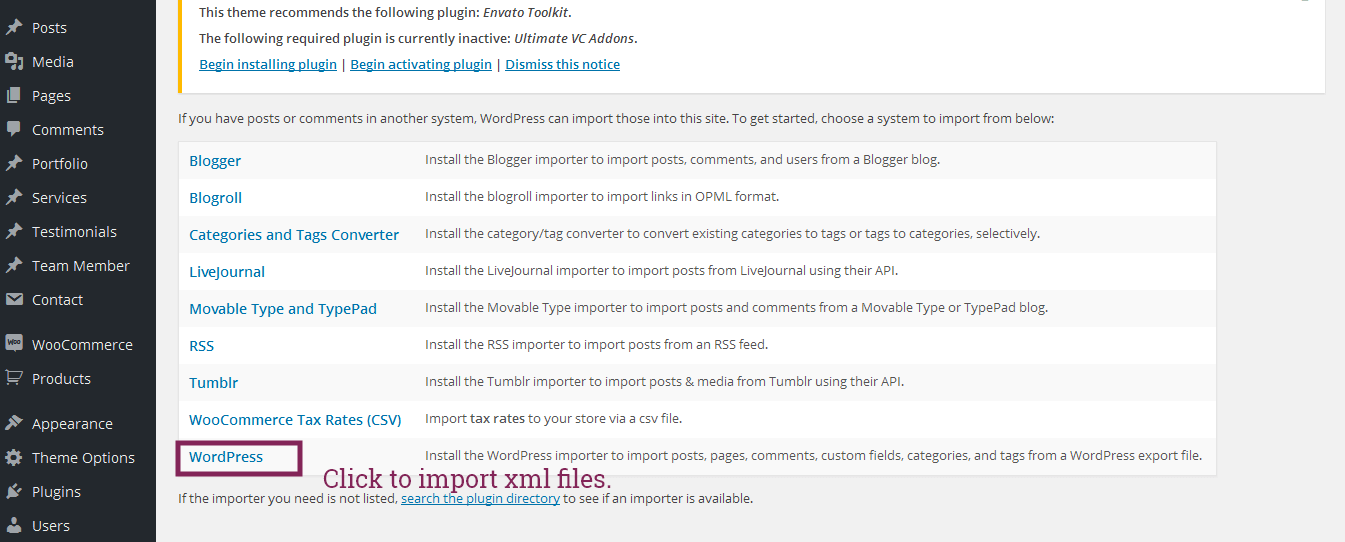 Posts
Media
Pages
Comments
Portfolio
Services
Testimonials
Team Member
Contact
Woo
WooCommerce
Products
Appearance
Theme Options
Plugins
Users
This theme recommends the following plugin: Envato Toolkit.
The following required plugin is currently inactive: Ultimate VC Addons.
Begin installing plugin | Begin activating plugin | Dismiss this notice
If you have posts or comments in another system, WordPress can import those into this site. To get started, choose a system to import from below:
Blogger Install the Blogger importer to import posts, comments, and users from a Blogger blog.
Blogroll Install the blogroll importer to import links in OPML format.
Categories and Tags Converter Install the category/tag converter to convert existing categories to tags or tags to categories, selectively.
LiveJournal Install the LiveJournal importer to import posts from LiveJournal using their API.
Movable Type and TypePad Install the Movable Type importer to import posts and comments from a Movable Type or TypePad blog.
RSS Install the RSS importer to import posts from an RSS feed.
Tumblr Install the Tumblr importer to import posts & media from Tumblr using their API.
WooCommerce Tax Rates (CSV) Import tax rates to your store via a csv file.
WordPress Install the WordPress importer to import posts, pages, comments, custom fields, categories, and tags from a WordPress export file.
Click to import xml files.
If the importer you need is not listed, search the plugin directory to see if an importer is available.